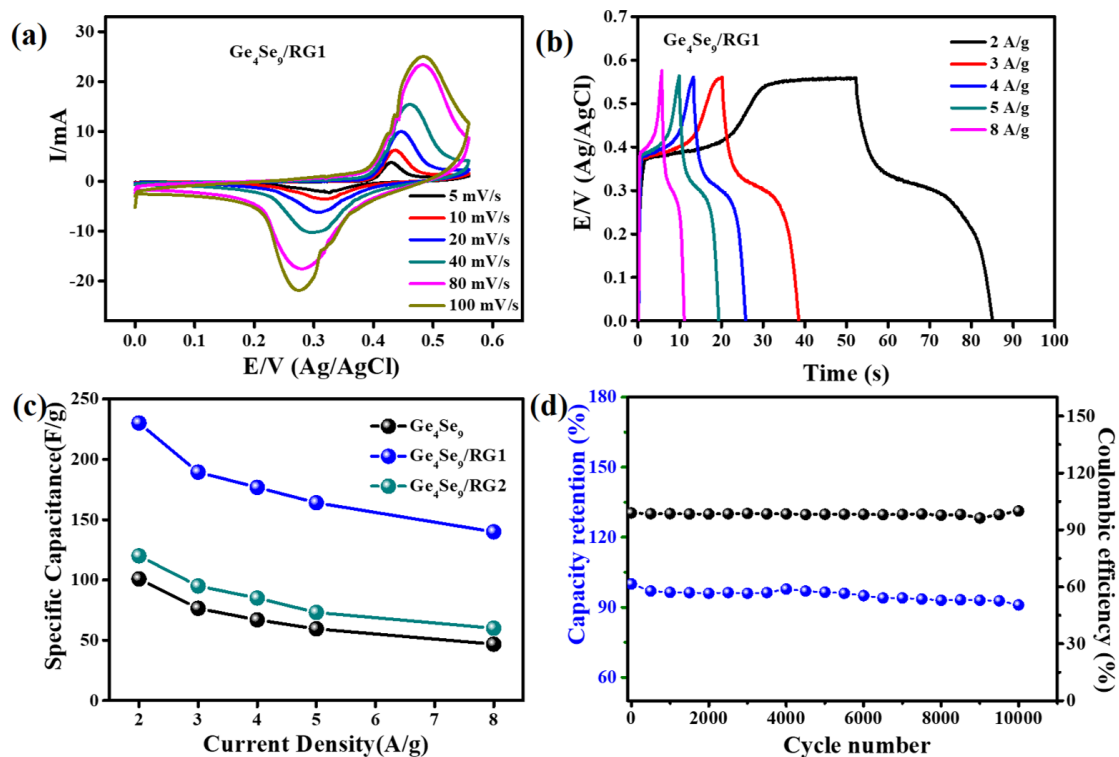 (a)
Ge₄Se₉/RG1
I/mA
30
20
10
0
-10
-20
0.0 0.1 0.2 0.3 0.4 0.5 0.6
E/V (Ag/AgCl)
5 mV/s
10 mV/s
20 mV/s
40 mV/s
80 mV/s
100 mV/s
(b)
Ge₄Se₉/RG1
E/V (Ag/AgCl)
0.7
0.6
0.5
0.4
0.3
0.2
0.1
0.0
0 10 20 30 40 50 60 70 80 90 100
Time (s)
2 A/g
3 A/g
4 A/g
5 A/g
8 A/g
(c)
Specific Capacitance(F/g)
250
200
150
100
50
0
2 3 4 5 6 7 8
Current Density(A/g)
Ge₄Se₉
Ge₄Se₉/RG1
Ge₄Se₉/RG2
(d)
Capacity retention (%)
180
150
120
90
60
0 2000 4000 6000 8000 10000
Cycle number
150
120
90
60
30
0
Coulombic efficiency (%)